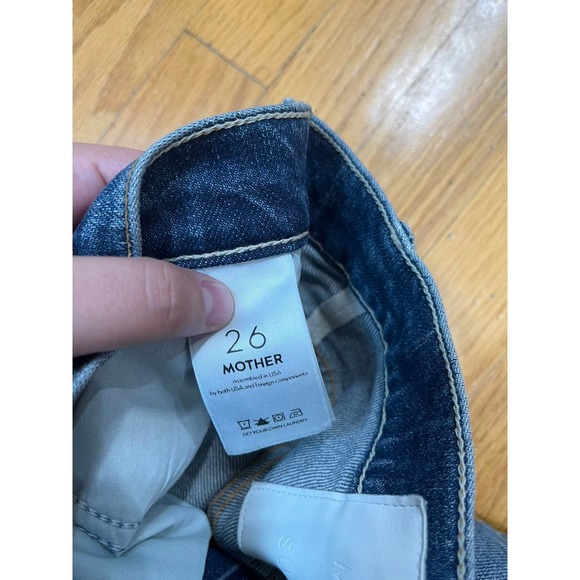 26
MOTHER
Assembled in USA
by both USA and foreign components
DO YOUR OWN LAUNDRY
M
S